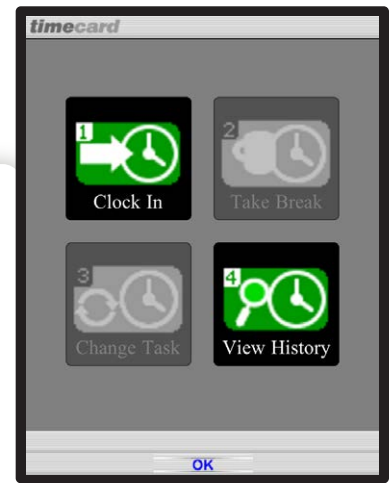 timecard
1
2
Clock In
Take Break
3
4
Change Task
View History
OK